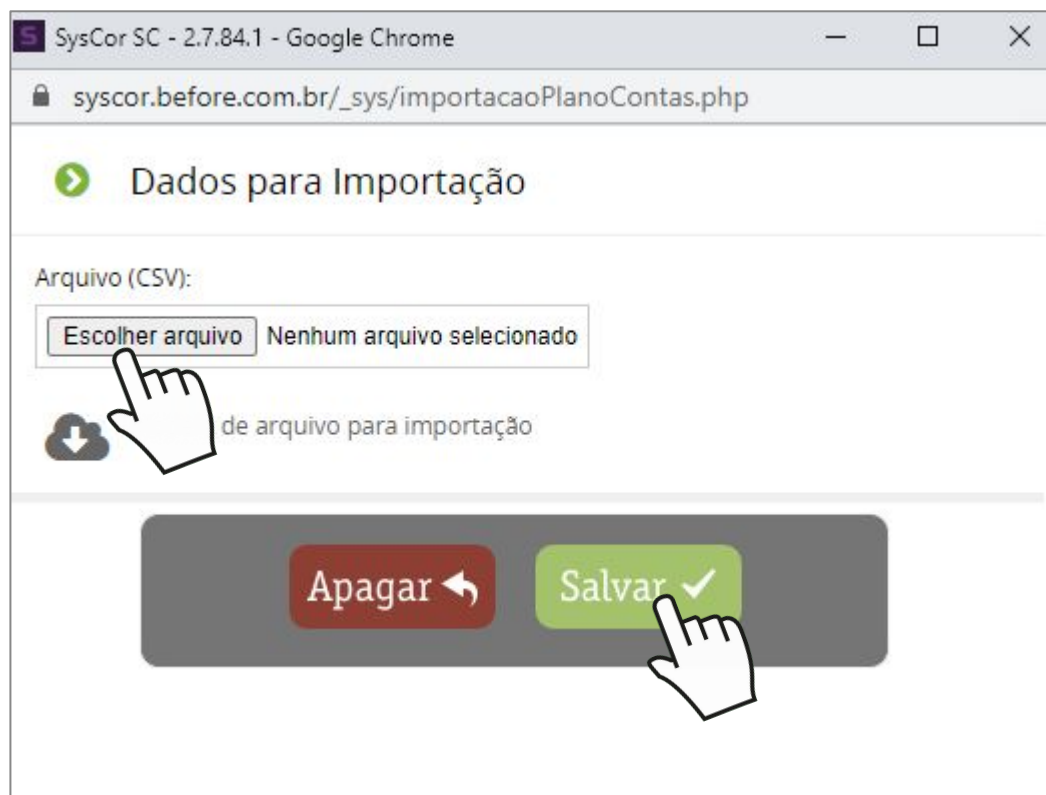 SysCor SC - 2.7.84.1 - Google Chrome
syscor.before.com.br/_sys/importacaoPlanoContas.php
Dados para Importação
Arquivo (CSV):
Escolher arquivo Nenhum arquivo selecionado
de arquivo para importação
Apagar Salvar